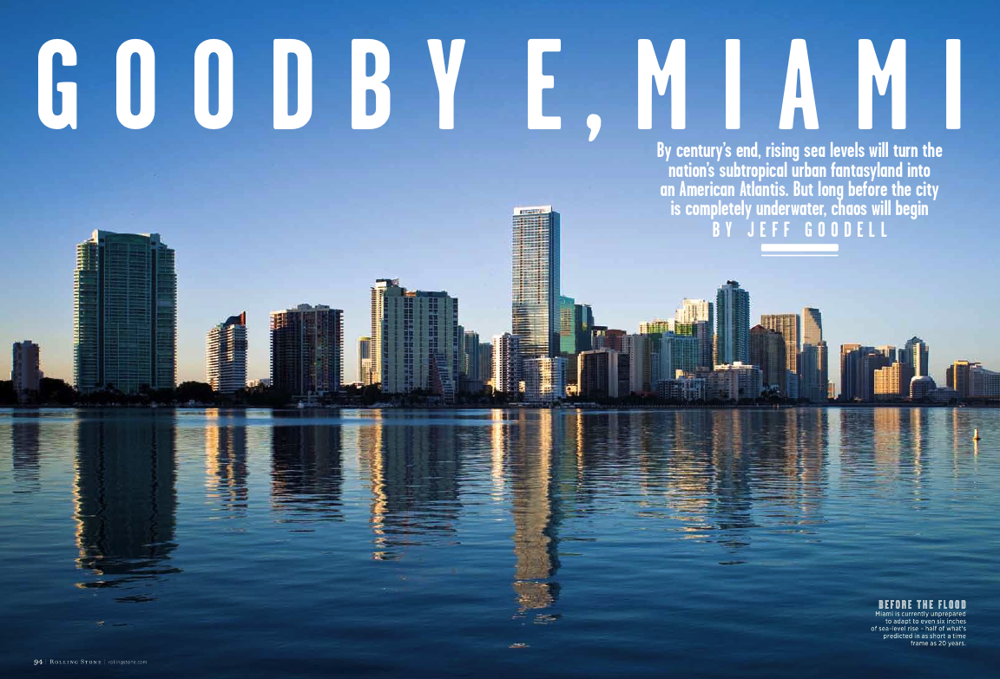 GOODBYE, MIAMI
By century's end, rising sea levels will turn the
nation's subtropical urban fantasyland into
an American Atlantis. But long before the city
is completely underwater, chaos will begin
BY JEFF GOODELL
BEFORE THE FLOOD
Miami is currently unprepared
to adapt to even six inches
of sea-level rise – half of what's
predicted in as short a time
frame as 20 years.
94 | ROLLING STONE | rollingstone.com